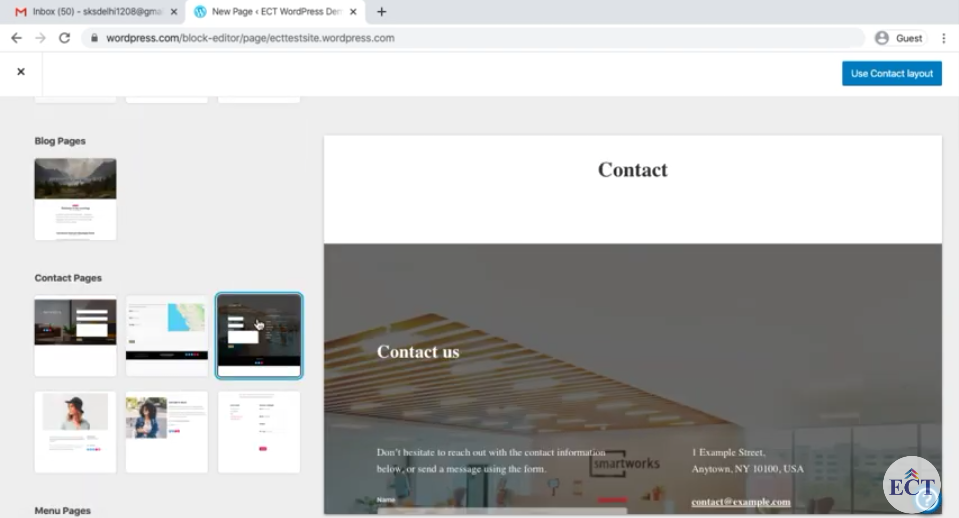 Inbox (50) - sksdelhi1208@gma
New Page ‹ ECT WordPress Dem
wordpress.com/block-editor/page/ecttestsite.wordpress.com
Guest
Use Contact layout
Blog Pages
Contact Pages
Menu Pages
Contact
Contact us
Don't hesitate to reach out with the contact information
below, or send a message using the form.
1 Example Street,
Anytown, NY 10100, USA
smartworks
Name
contact@example.com
ECT